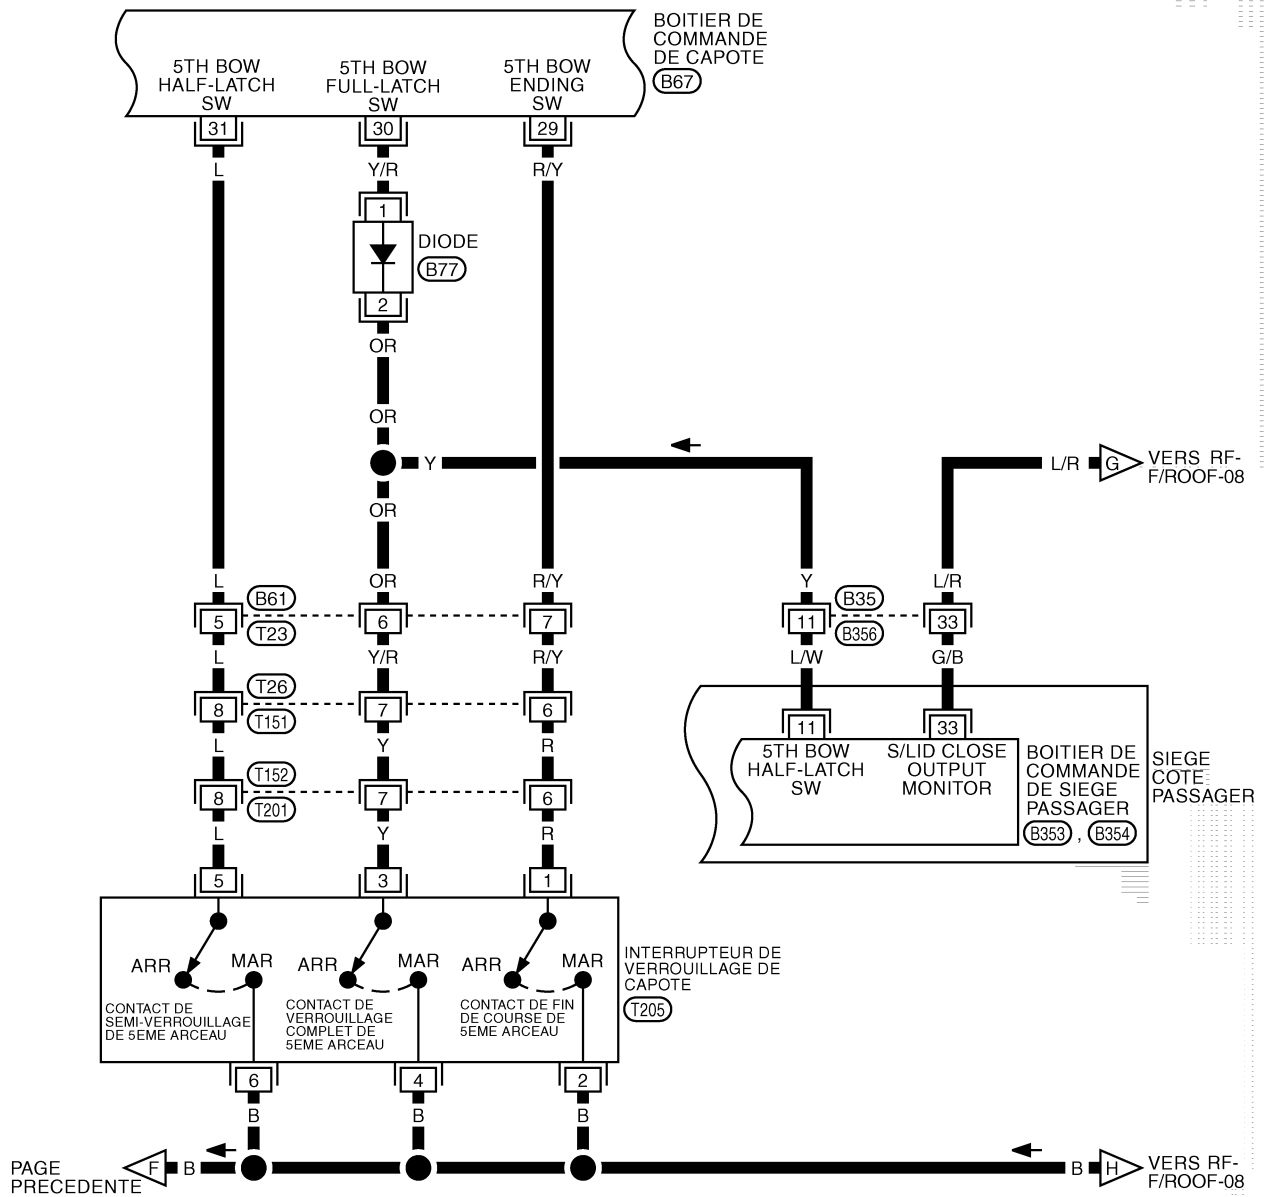 BOITIER DE
COMMANDE
DE CAPOTE
B67
5TH BOW
HALF-LATCH
SW
5TH BOW
FULL-LATCH
SW
5TH BOW
ENDING
SW
31
30
29
L
Y/R
R/Y
1
DIODE
B77
2
OR
OR
Y
L/R
G
VERS RF-
F/ROOF-08
OR
L
OR
R/Y
Y
L/R
B61
B35
5
6
7
11
33
T23
B356
L
Y/R
R/Y
L/W
G/B
T26
8
7
6
T151
11
33
L
Y
R
5TH BOW
HALF-LATCH
SW
S/LID CLOSE
OUTPUT
MONITOR
BOITIER DE
COMMANDE
DE SIEGE
PASSAGER
B353 , B354
SIEGE
COTE
PASSAGER
T152
8
7
6
T201
L
Y
R
5
3
1
ARR
MAR
ARR
MAR
ARR
MAR
CONTACT DE
SEMI-VERROUILLAGE
DE 5EME ARCEAU
CONTACT DE
VERROUILLAGE
COMPLET DE
5EME ARCEAU
CONTACT DE FIN
DE COURSE DE
5EME ARCEAU
INTERRUPTEUR DE
VERROUILLAGE DE
CAPOTE
T205
6
4
2
B
B
B
PAGE
PRECEDENTE
F
B
B
H
VERS RF-
F/ROOF-08